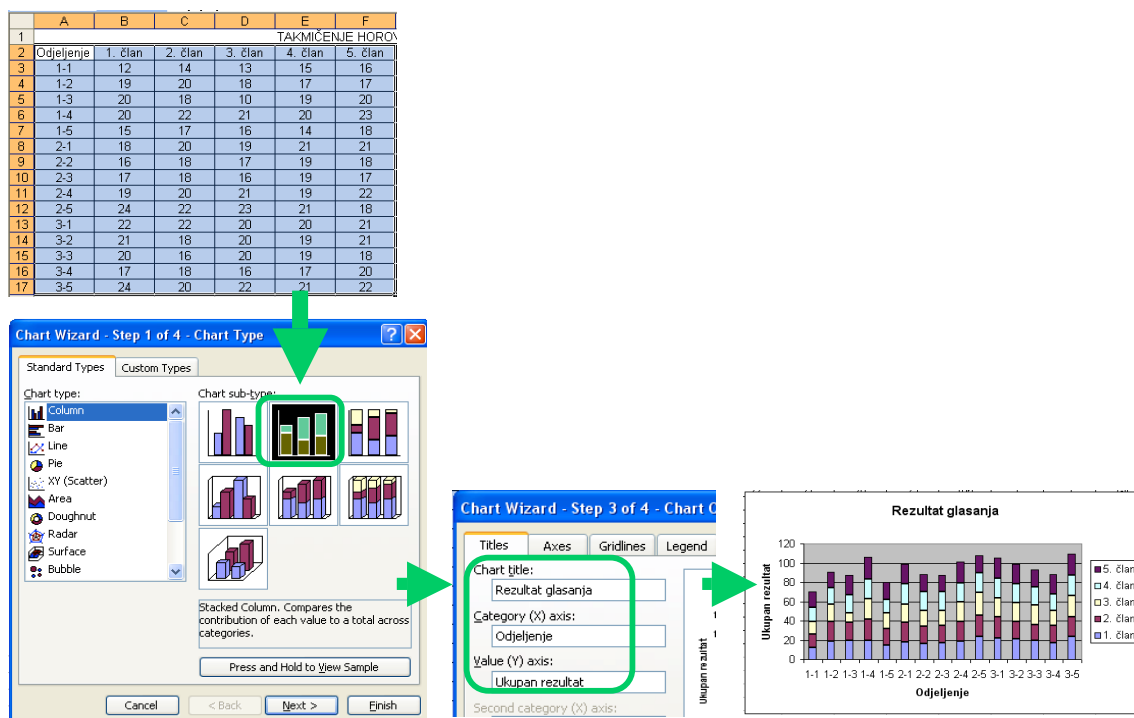 A B C D E F
1 TAKMIČENJE HOROV
2 Odjeljenje 1. član 2. član 3. član 4. član 5. član
3 1-1 12 14 13 15 16
4 1-2 19 20 18 17 17
5 1-3 20 18 10 19 20
6 1-4 20 22 21 20 23
7 1-5 15 17 16 14 18
8 2-1 18 20 19 21 21
9 2-2 16 18 17 19 18
10 2-3 17 18 16 19 17
11 2-4 19 20 21 19 22
12 2-5 24 22 23 21 18
13 3-1 22 22 20 20 21
14 3-2 21 18 20 19 21
15 3-3 20 16 20 19 18
16 3-4 17 18 16 17 20
17 3-5 24 20 22 21 22
Chart Wizard - Step 1 of 4 - Chart Type
Standard Types Custom Types
Chart type:
Column
Bar
Line
Pie
XY (Scatter)
Area
Doughnut
Radar
Surface
Bubble
Chart sub-type:
Stacked Column. Compares the
contribution of each value to a total across
categories.
Press and Hold to View Sample
Cancel < Back Next > Finish
Chart Wizard - Step 3 of 4 - Chart O
Titles Axes Gridlines Legend
Chart title:
Rezultat glasanja
Category (X) axis:
Odjeljenje
Value (Y) axis:
Ukupan rezultat
Second category (X) axis:
1
1
Ukupan rezultat
Rezultat glasanja
Ukupan rezultat
120
100
80
60
40
20
0
1-1 1-2 1-3 1-4 1-5 2-1 2-2 2-3 2-4 2-5 3-1 3-2 3-3 3-4 3-5
Odjeljenje
5. član
4. član
3. član
2. član
1. član